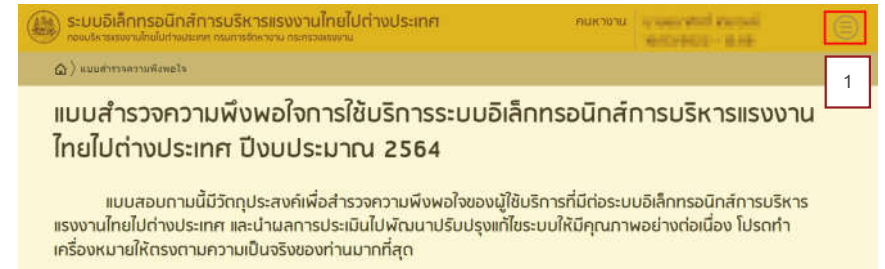 ระบบอิเล็กทรอนิกส์การบริหารแรงงานไทยไปต่างประเทศ
กองบริหารแรงงานไทยไปต่างประเทศ กรมการจัดหางาน กระทรวงแรงงาน
คนหางาน
แบบสำรวจความพึงพอใจ
1
แบบสำรวจความพึงพอใจการใช้บริการระบบอิเล็กทรอนิกส์การบริหารแรงงาน
ไทยไปต่างประเทศ ปีงบประมาณ 2564
แบบสอบถามนี้มีวัตถุประสงค์เพื่อสำรวจความพึงพอใจของผู้ใช้บริการที่มีต่อระบบอิเล็กทรอนิกส์การบริหาร
แรงงานไทยไปต่างประเทศ และนำผลการประเมินไปพัฒนาปรับปรุงแก้ไขระบบให้มีคุณภาพอย่างต่อเนื่อง โปรดทำ
เครื่องหมายให้ตรงตามความเป็นจริงของท่านมากที่สุด